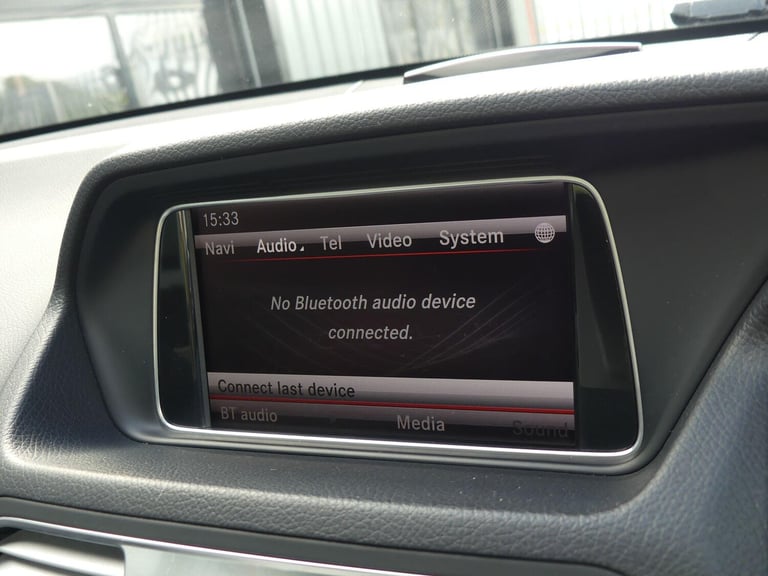 15:33
Navi Audio Tel Video System
No Bluetooth audio device
connected.
Connect last device
BT audio Media Sound